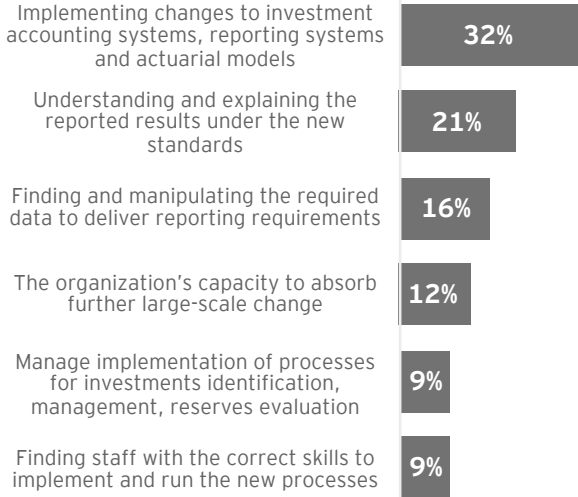 Implementing changes to investment
accounting systems, reporting systems
and actuarial models
32%
Understanding and explaining the
reported results under the new
standards
21%
Finding and manipulating the required
data to deliver reporting requirements
16%
The organization’s capacity to absorb
further large-scale change
12%
Manage implementation of processes
for investments identification,
management, reserves evaluation
9%
Finding staff with the correct skills to
implement and run the new processes
9%